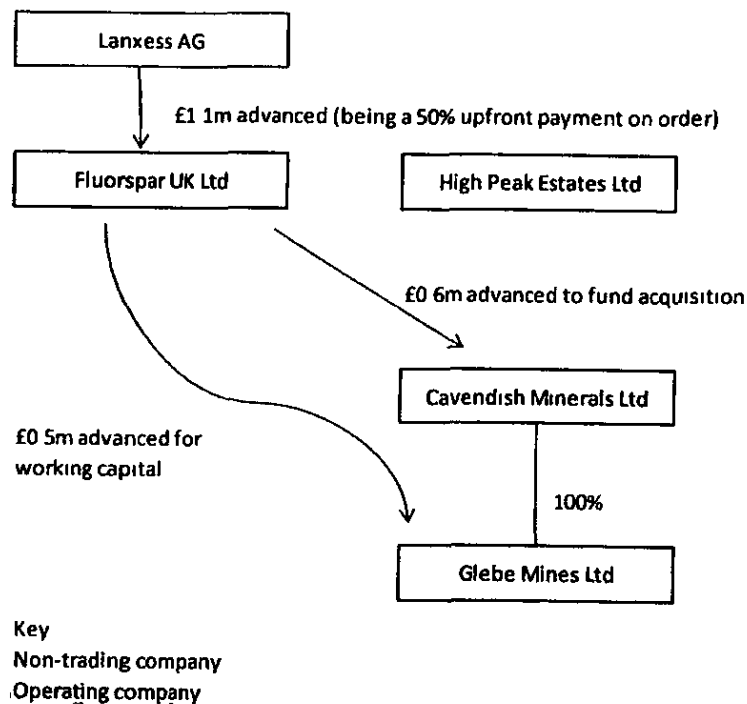 Lanxess AG
£1 1m advanced (being a 50% upfront payment on order)
Fluorspar UK Ltd
High Peak Estates Ltd
£0 6m advanced to fund acquisition
Cavendish Minerals Ltd
£0 5m advanced for
working capital
100%
Glebe Mines Ltd
Key
Non-trading company
Operating company